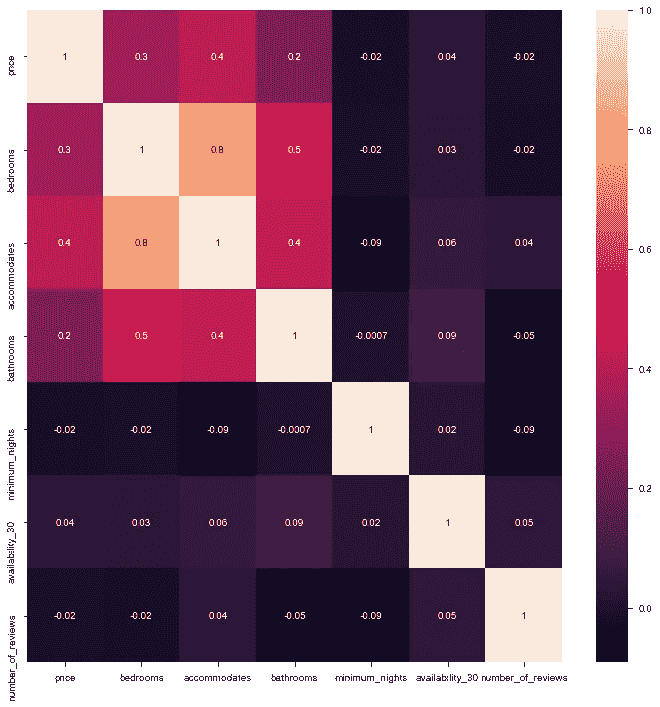 price 1 0.3 0.4 0.2 -0.02 0.04 -0.02
bedrooms 0.3 1 0.8 0.5 -0.02 0.03 -0.02
accommodates 0.4 0.8 1 0.4 -0.09 0.06 0.04
bathrooms 0.2 0.5 0.4 1 -0.0007 0.09 -0.05
minimum_nights -0.02 -0.02 -0.09 -0.0007 1 0.02 -0.09
availability_30 0.04 0.03 0.06 0.09 0.02 1 0.05
number_of_reviews -0.02 -0.02 0.04 -0.05 -0.09 0.05 1
price bedrooms accommodates bathrooms minimum_nights availability_30 number_of_reviews
1.0
0.8
0.6
0.4
0.2
0.0